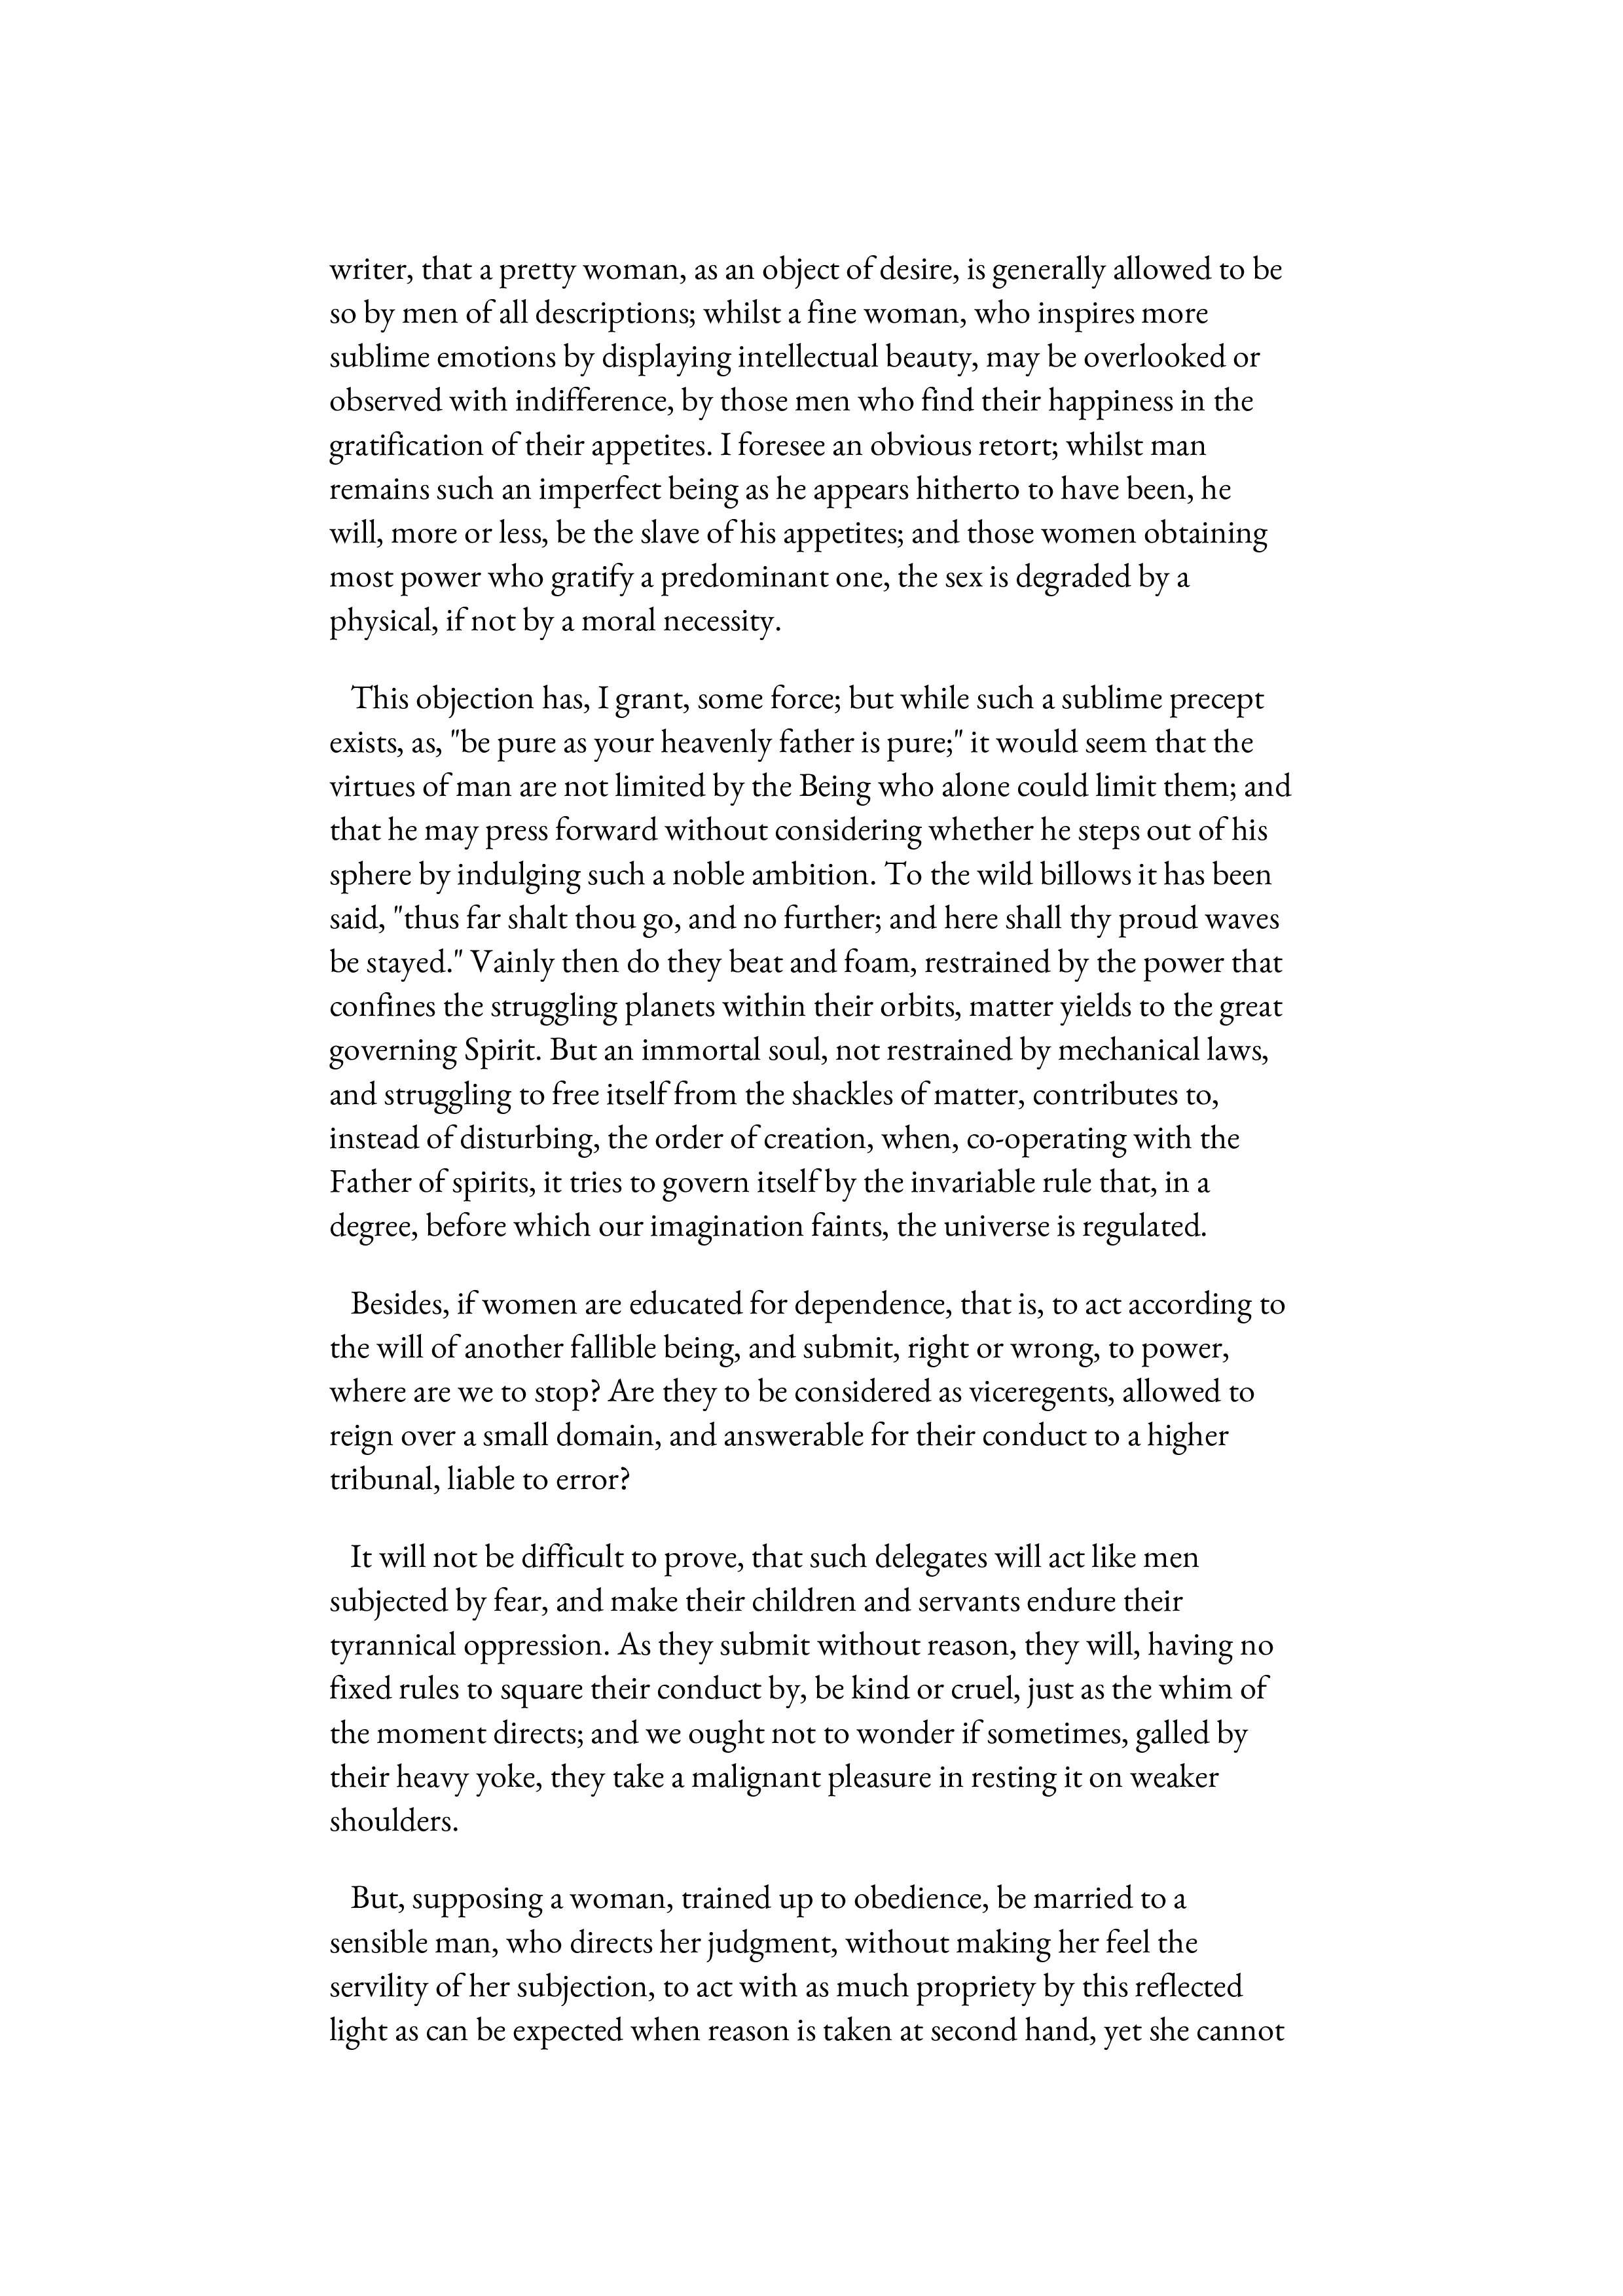 writer, that a pretty woman, as an object of desire, is generally allowed to be
so by men of all descriptions; whilst a fine woman, who inspires more
sublime emotions by displaying intellectual beauty, may be overlooked or
observed with indifference, by those men who find their happiness in the
gratification of their appetites. I foresee an obvious retort; whilst man
remains such an imperfect being as he appears hitherto to have been, he
will, more or less, be the slave of his appetites; and those women obtaining
most power who gratify a predominant one, the sex is degraded by a
physical, if not by a moral necessity.
This objection has, I grant, some force; but while such a sublime precept
exists, as, "be pure as your heavenly father is pure;" it would seem that the
virtues of man are not limited by the Being who alone could limit them; and
that he may press forward without considering whether he steps out of his
sphere by indulging such a noble ambition. To the wild billows it has been
said, "thus far shalt thou go, and no further; and here shall thy proud waves
be stayed." Vainly then do they beat and foam, restrained by the power that
confines the struggling planets within their orbits, matter yields to the great
governing Spirit. But an immortal soul, not restrained by mechanical laws,
and struggling to free itself from the shackles of matter, contributes to,
instead of disturbing, the order of creation, when, co-operating with the
Father of spirits, it tries to govern itself by the invariable rule that, in a
degree, before which our imagination faints, the universe is regulated.
Besides, if women are educated for dependence, that is, to act according to
the will of another fallible being, and submit, right or wrong, to power,
where are we to stop? Are they to be considered as viceregents, allowed to
reign over a small domain, and answerable for their conduct to a higher
tribunal, liable to error?
It will not be difficult to prove, that such delegates will act like men
subjected by fear, and make their children and servants endure their
tyrannical oppression. As they submit without reason, they will, having no
fixed rules to square their conduct by, be kind or cruel, just as the whim of
the moment directs; and we ought not to wonder if sometimes, galled by
their heavy yoke, they take a malignant pleasure in resting it on weaker
shoulders.
But, supposing a woman, trained up to obedience, be married to a
sensible man, who directs her judgment, without making her feel the
servility of her subjection, to act with as much propriety by this reflected
light as can be expected when reason is taken at second hand, yet she cannot